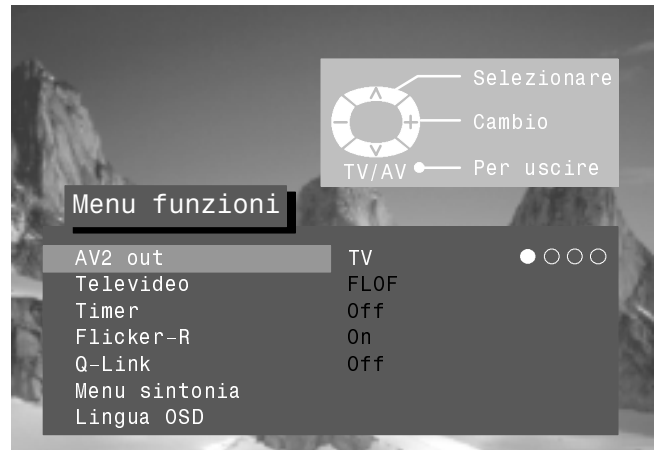 Selezionare
Cambio
TV/AV Per uscire
Menu funzioni
AV2 out TV
Televideo FLOF
Timer Off
Flicker-R On
Q-Link Off
Menu sintonia
Lingua OSD